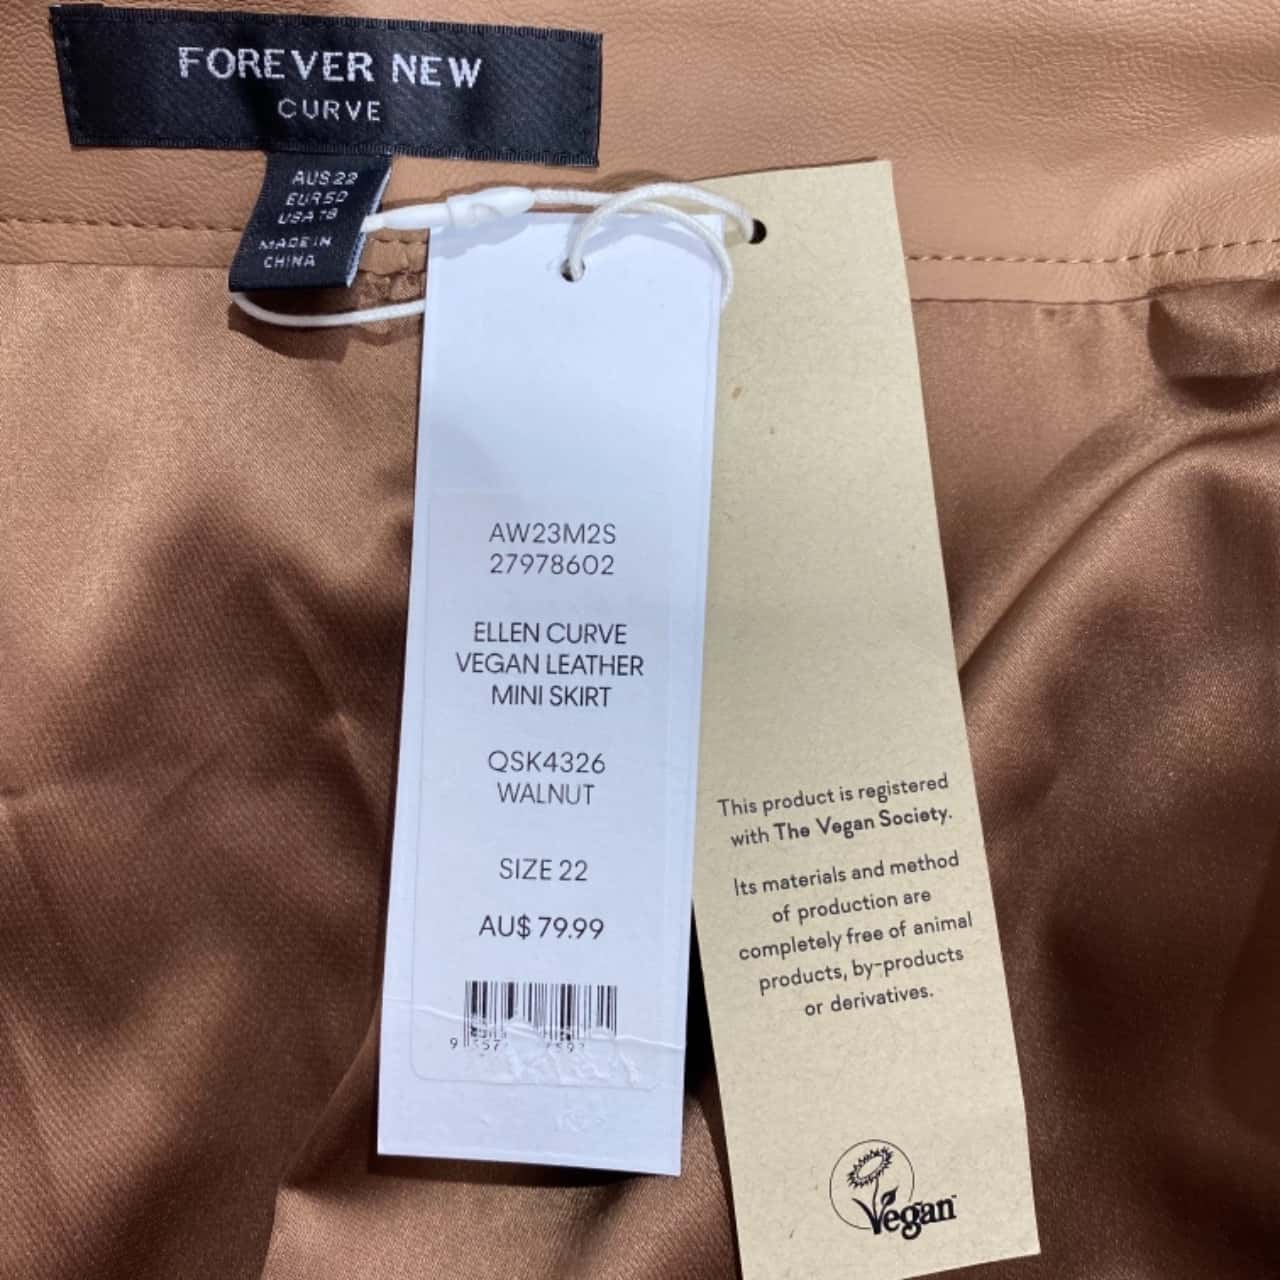 FOREVER NEW
CURVE
AUS 22
EUR 50
USA 18
MADE IN
CHINA
AW23M2S
27978602
ELLEN CURVE
VEGAN LEATHER
MINI SKIRT
QSK4326
WALNUT
SIZE 22
AU$ 79.99
This product is registered
with The Vegan Society.
Its materials and method
of production are
completely free of animal
products, by-products
or derivatives.
Vegan